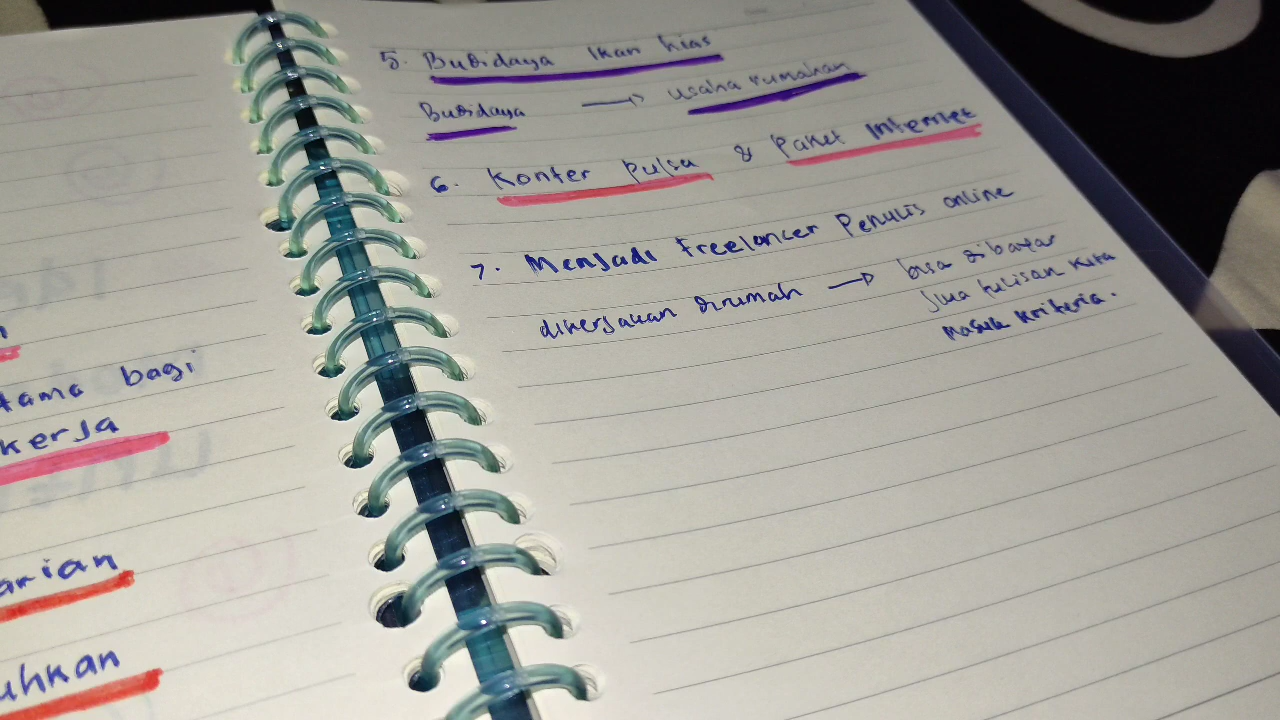 tama bagi
kerja
arian
uhkan
5. Budidaya Ikan hias
Budidaya → usaha rumahan
6. Konter Pulsa & Paket Internet
7. Menjadi Freelancer Penulis online
dikerjakan dirumah → bisa dibayar
jika tulisan kita
masuk kriteria.